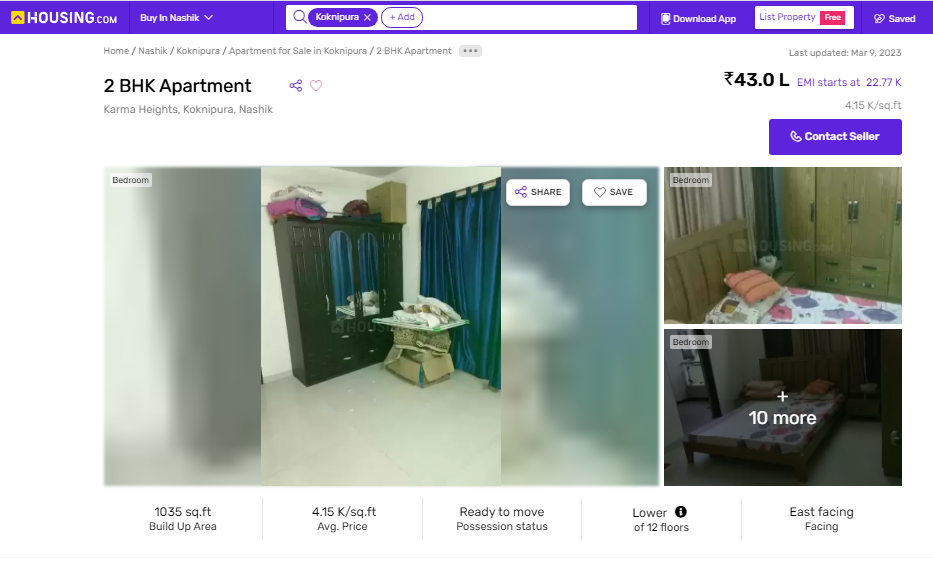 HOUSING.COM
Buy In Nashik
Koknipura
+ Add
Download App
List Property Free
Saved
Home / Nashik / Koknipura / Apartment for Sale in Koknipura / 2 BHK Apartment
Last updated: Mar 9, 2023
2 BHK Apartment
₹43.0 L EMI starts at 22.77 K
Karma Heights, Koknipura, Nashik
4.15 K/sq.ft
Contact Seller
Bedroom
SHARE
SAVE
HOUSING.COM
Bedroom
HOUSING.COM
Bedroom
+
10 more
1035 sq.ft
Build Up Area
4.15 K/sq.ft
Avg. Price
Ready to move
Possession status
Lower
of 12 floors
East facing
Facing